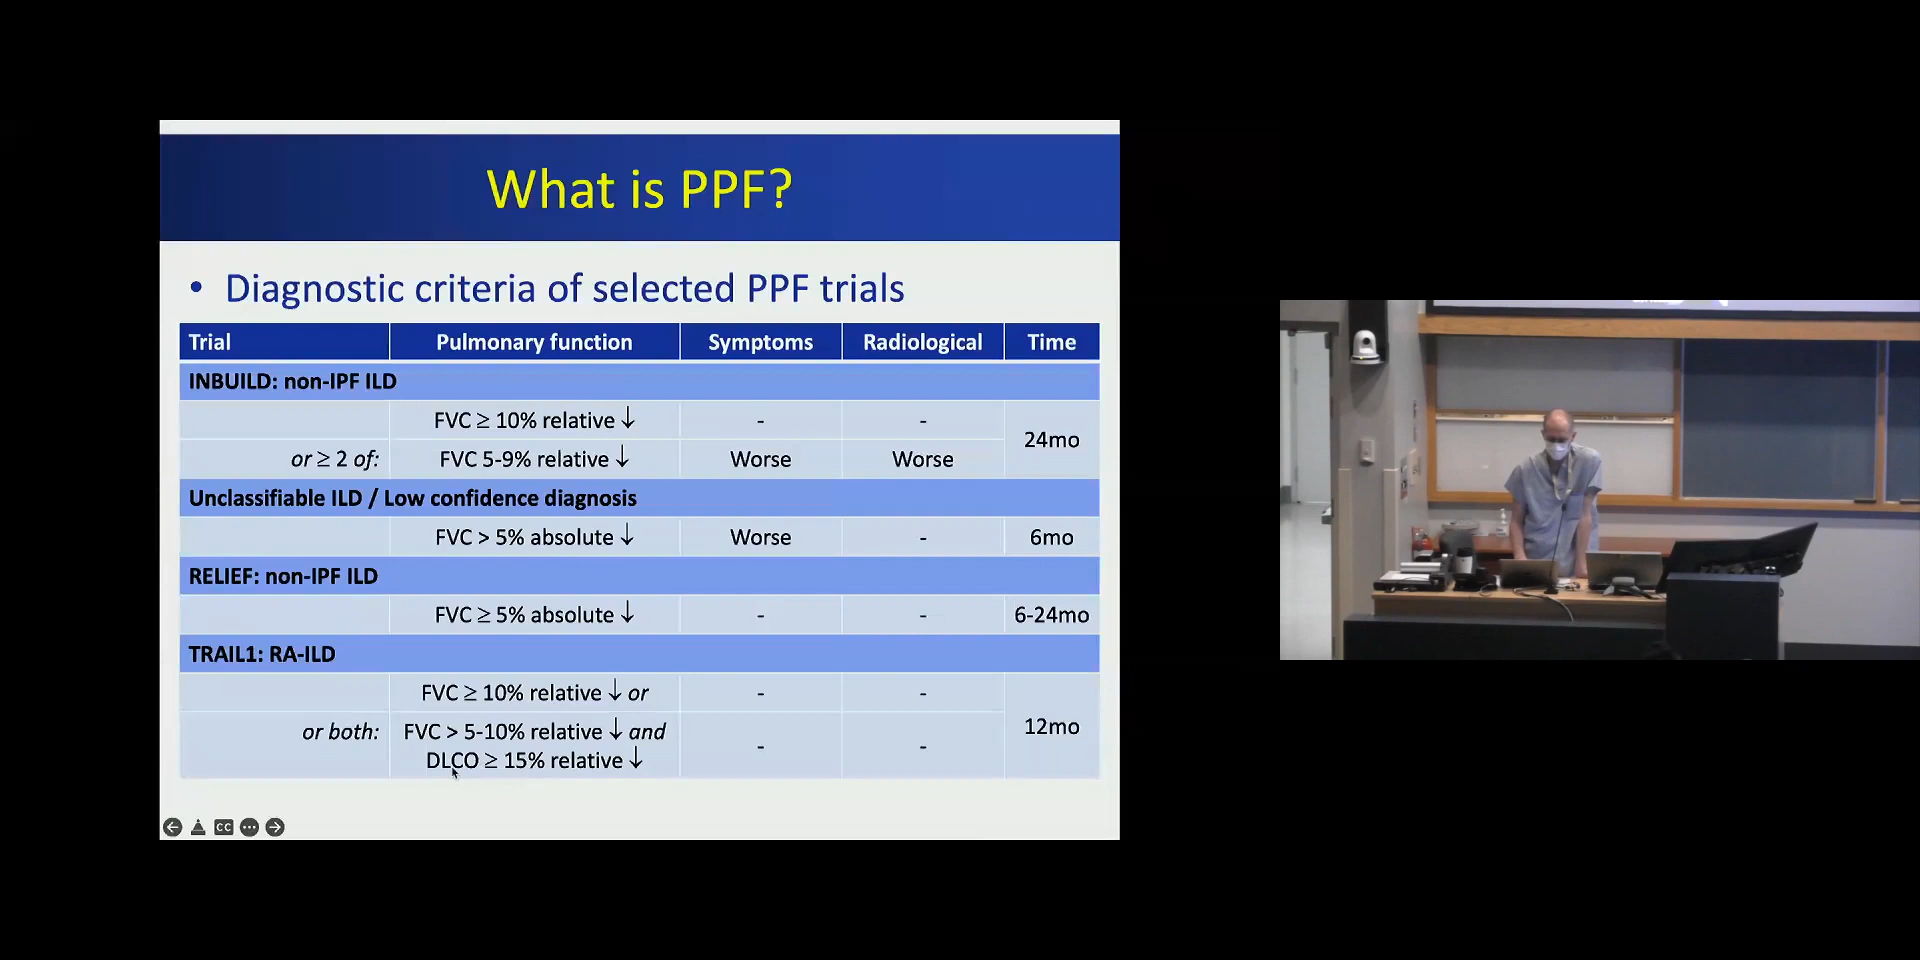 What is PPF?
• Diagnostic criteria of selected PPF trials
Trial Pulmonary function Symptoms Radiological Time
INBUILD: non-IPF ILD
FVC ≥ 10% relative ↓ - - 24mo
or ≥ 2 of: FVC 5-9% relative ↓ Worse Worse
Unclassifiable ILD / Low confidence diagnosis
FVC > 5% absolute ↓ Worse - 6mo
RELIEF: non-IPF ILD
FVC ≥ 5% absolute ↓ - - 6-24mo
TRAIL1: RA-ILD
FVC ≥ 10% relative ↓ or - - 12mo
or both: FVC > 5-10% relative ↓ and - -
DLCO ≥ 15% relative ↓
CC